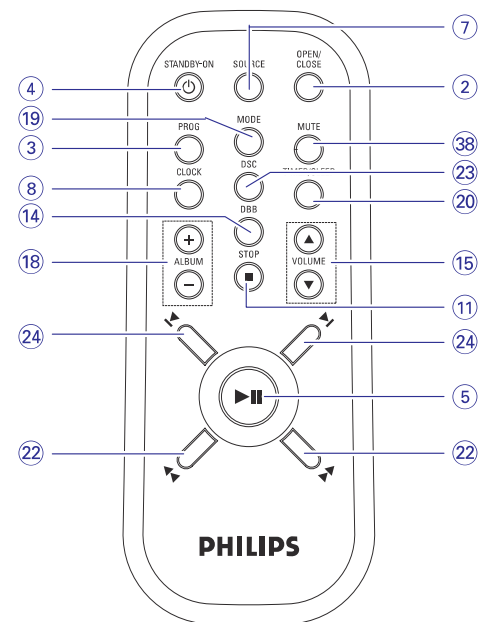 7
STANDBY-ON SOURCE OPEN/
CLOSE
4 2
19 MODE
PROG MUTE 38
3 DSC 23
CLOCK
8 20
14 DBB
18 ALBUM STOP VOLUME 15
11
24 24
5
22 22
PHILIPS